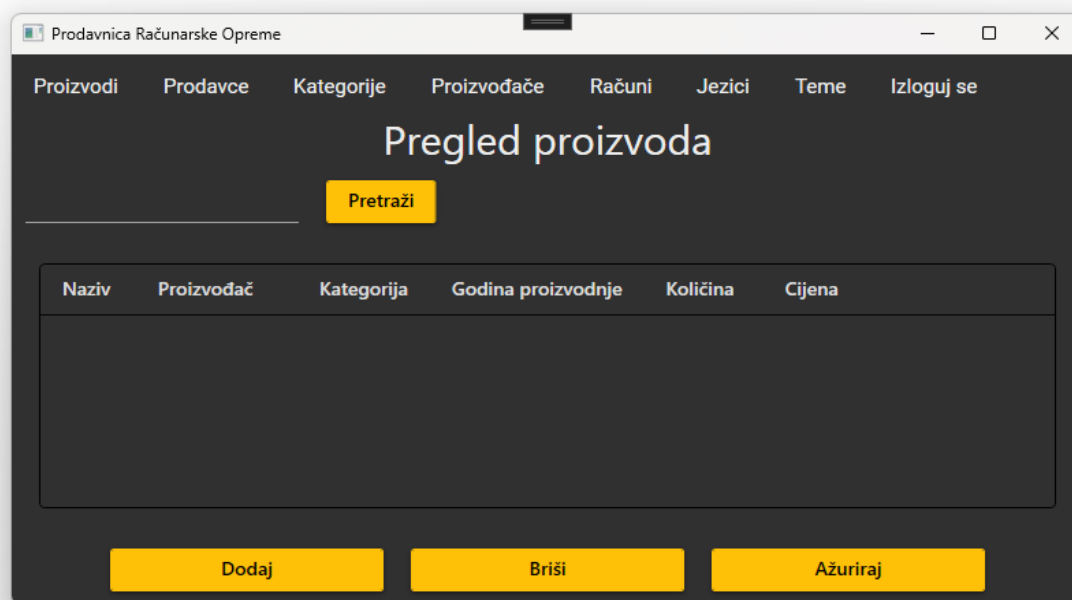 Prodavnica Računarske Opreme
Proizvodi Prodavce Kategorije Proizvođače Računi Jezici Teme Izloguj se
Pregled proizvoda
Pretraži
Naziv Proizvođač Kategorija Godina proizvodnje Količina Cijena
Dodaj Briši Ažuriraj